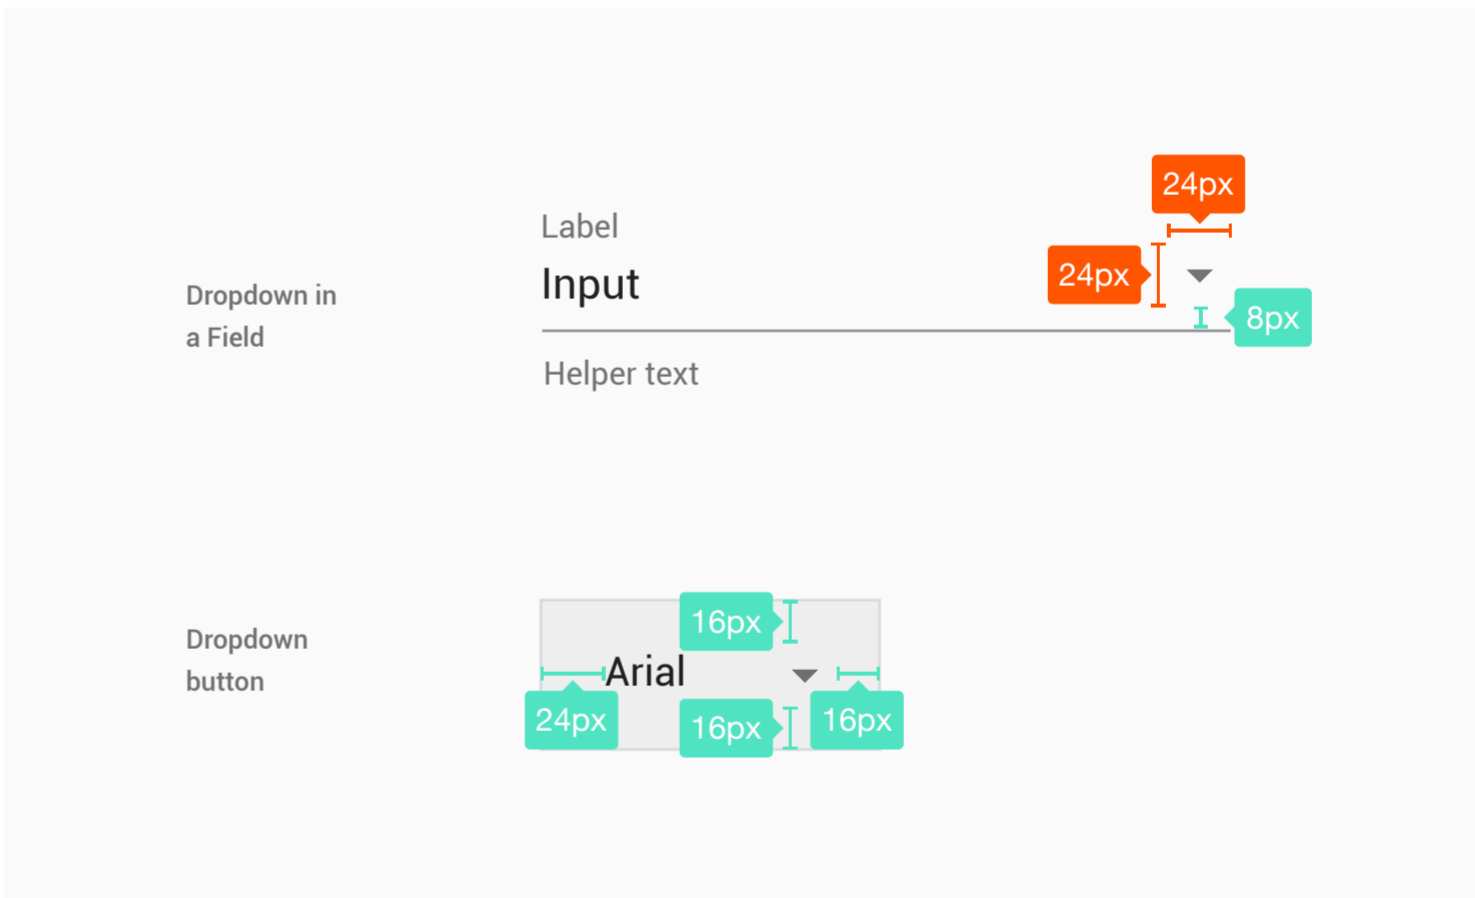 24px
Label
24px
Input
8px
Dropdown in
a Field
Helper text
16px
Dropdown
button
Arial
24px
16px
16px